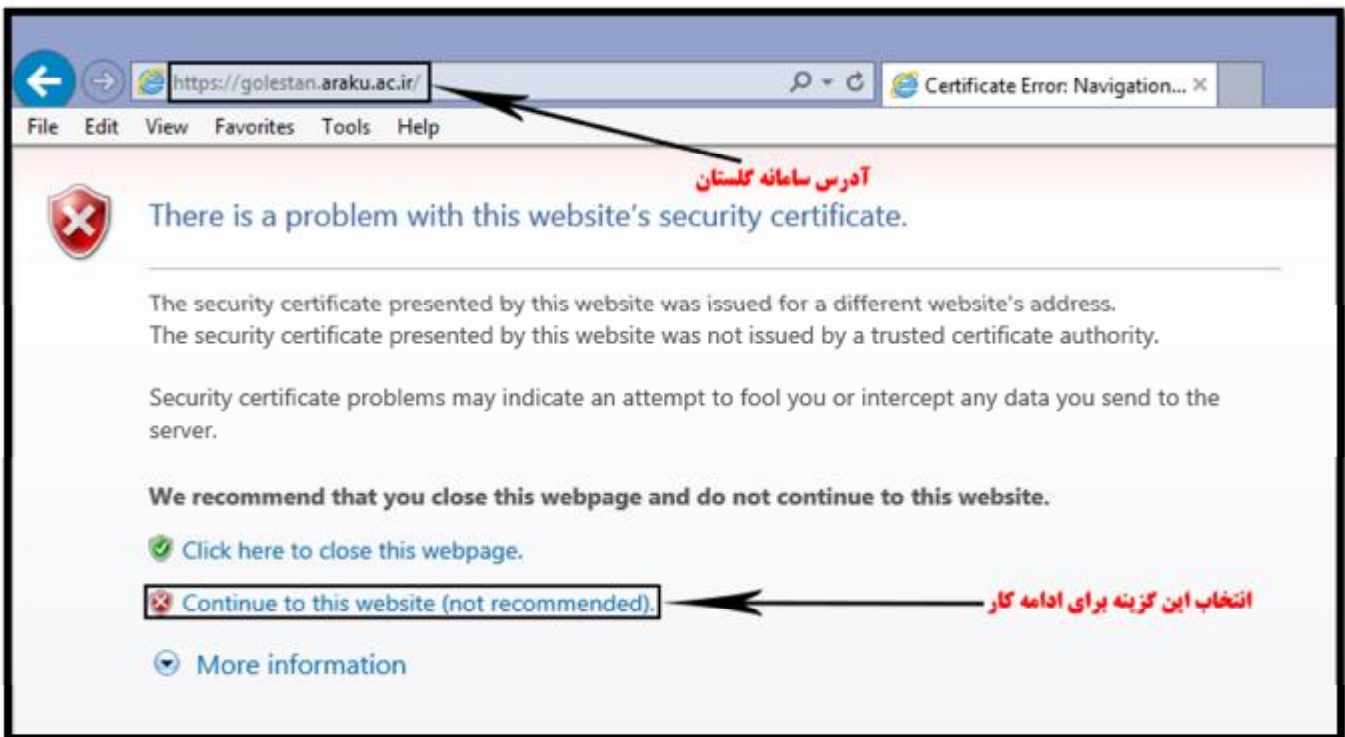 https://golestan.araku.ac.ir/
Certificate Error: Navigation...
File Edit View Favorites Tools Help
آدرس سامانه گلستان
There is a problem with this website's security certificate.
The security certificate presented by this website was issued for a different website's address.
The security certificate presented by this website was not issued by a trusted certificate authority.
Security certificate problems may indicate an attempt to fool you or intercept any data you send to the
server.
We recommend that you close this webpage and do not continue to this website.
Click here to close this webpage.
Continue to this website (not recommended).
انتخاب این گزینه برای ادامه کار
More information